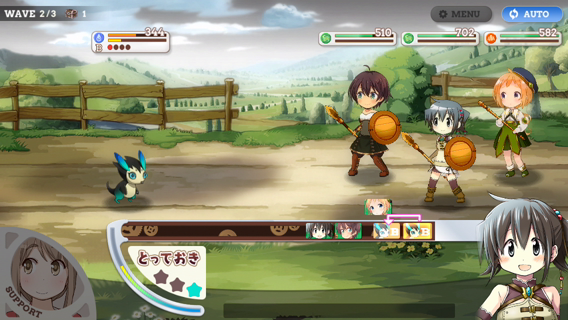 WAVE 2/3
1
MENU
AUTO
344
B
510
702
582
B
B
とっておき
SUPPORT